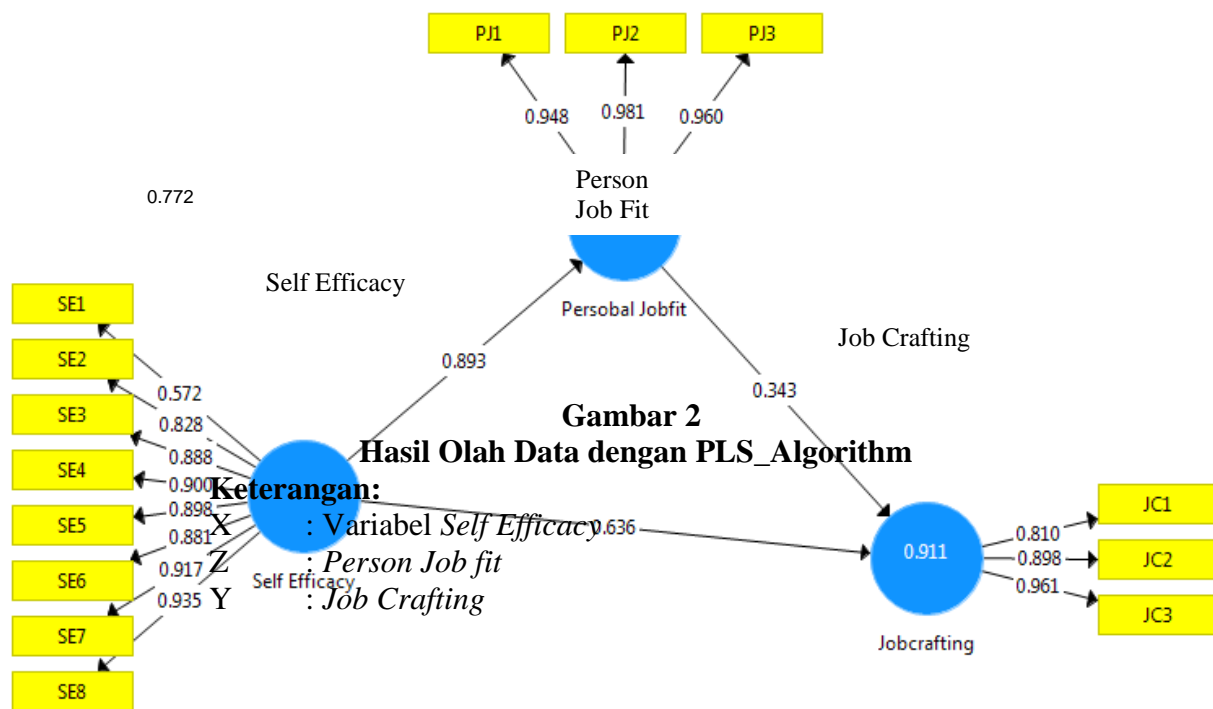 PJ1 PJ2 PJ3
0.948 0.981 0.960
Person
Job Fit
0.772
Self Efficacy
Persobal Jobfit
Job Crafting
SE1
SE2
SE3
SE4
SE5
SE6
SE7
SE8
0.572
0.828
0.888
0.900
0.898
0.881
0.917
0.935
0.893
0.343
Gambar 2
Hasil Olah Data dengan PLS_Algorithm
Keterangan:
X : Variabel Self Efficacy
Z : Person Job fit
Y : Job Crafting
Self Efficacy
0.636
0.911
Jobcrafting
0.810
0.898
0.961
JC1
JC2
JC3